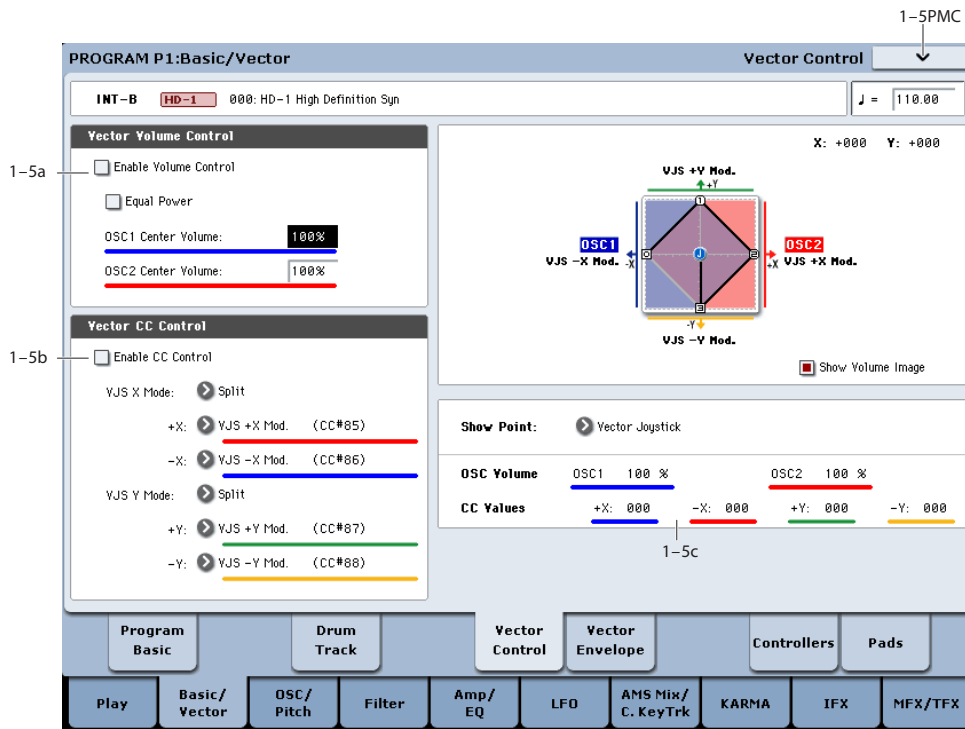 1–5PMC
PROGRAM P1:Basic/Vector
Vector Control
INT-B HD-1 000: HD-1 High Definition Syn
♩ = 110.00
Vector Volume Control
1–5a
Enable Volume Control
Equal Power
OSC1 Center Volume: 100%
OSC2 Center Volume: 100%
X: +000 Y: +000
VJS +Y Mod.
+Y
1
OSC1
VJS -X Mod. -X
0
J
2
OSC2
+X VJS +X Mod.
3
-Y
VJS -Y Mod.
Show Volume Image
Vector CC Control
1–5b
Enable CC Control
VJS X Mode: Split
+X: VJS +X Mod. (CC#85)
-X: VJS -X Mod. (CC#86)
VJS Y Mode: Split
+Y: VJS +Y Mod. (CC#87)
-Y: VJS -Y Mod. (CC#88)
Show Point: Vector Joystick
OSC Volume OSC1 100 % OSC2 100 %
CC Values +X: 000 -X: 000 +Y: 000 -Y: 000
1–5c
Program
Basic
Drum
Track
Vector
Control
Vector
Envelope
Controllers
Pads
Play
Basic/
Vector
OSC/
Pitch
Filter
Amp/
EQ
LFO
AMS Mix/
C. KeyTrk
KARMA
IFX
MFX/TFX